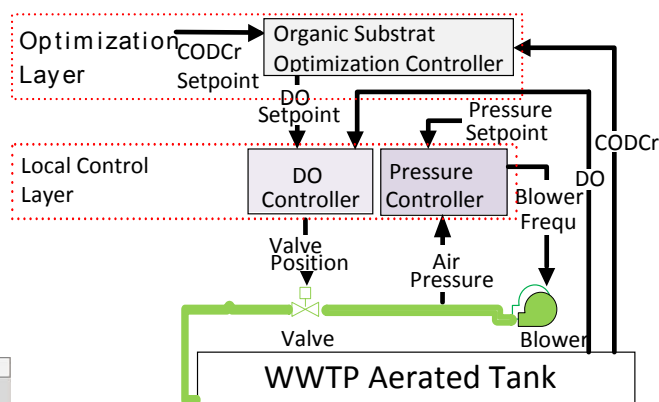 Optimization
Layer
CODCr
Setpoint
Organic Substrat
Optimization Controller
DO
Setpoint
Pressure
Setpoint
CODCr
DO
Local Control
Layer
DO
Controller
Pressure
Controller
Blower
Frequ
Valve
Position
Air
Pressure
Valve
Blower
WWTP Aerated Tank